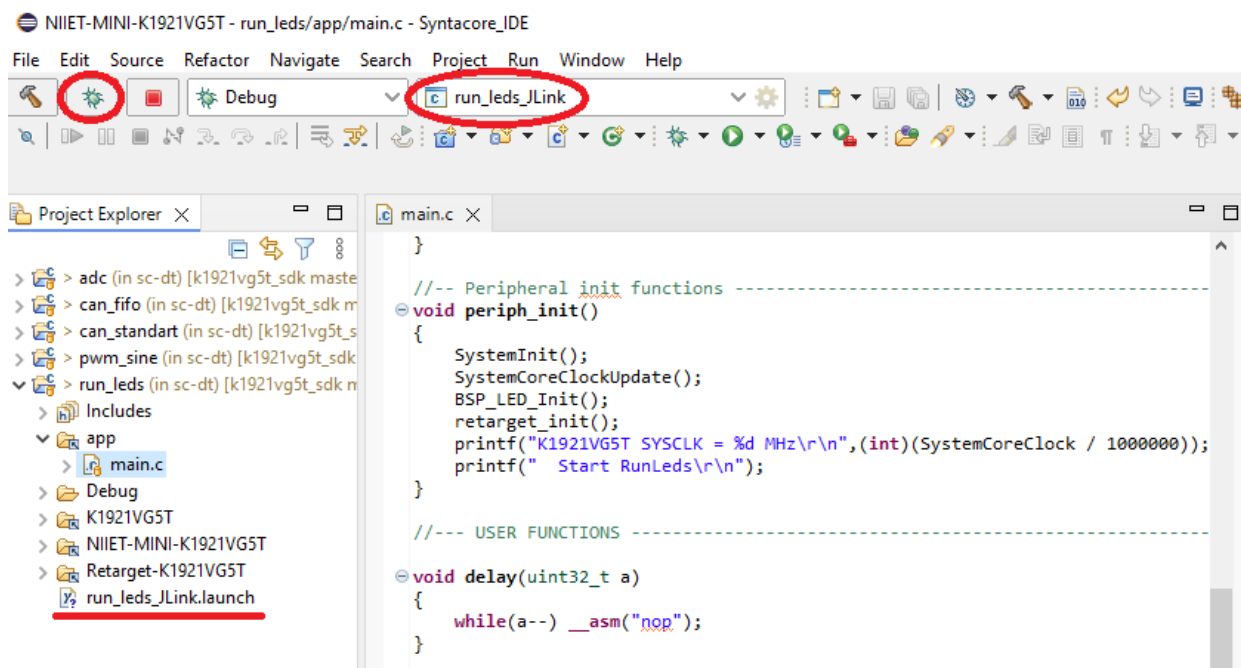 NIIET-MINI-K1921VG5T - run_leds/app/main.c - Syntacore_IDE
File Edit Source Refactor Navigate Search Project Run Window Help
Debug
run_leds_JLink
Project Explorer
main.c
> adc (in sc-dt) [k1921vg5t_sdk maste
> can_fifo (in sc-dt) [k1921vg5t_sdk m
> can_standart (in sc-dt) [k1921vg5t_s
> pwm_sine (in sc-dt) [k1921vg5t_sdk
> run_leds (in sc-dt) [k1921vg5t_sdk m
Includes
app
main.c
Debug
K1921VG5T
NIIET-MINI-K1921VG5T
Retarget-K1921VG5T
run_leds_JLink.launch
}
//-- Peripheral init functions ----------------------------------------------
void periph_init()
{
SystemInit();
SystemCoreClockUpdate();
BSP_LED_Init();
retarget_init();
printf("K1921VG5T SYSCLK = %d MHz\r\n",(int)(SystemCoreClock / 1000000));
printf("  Start RunLeds\r\n");
}
//--- USER FUNCTIONS --------------------------------------------------------
void delay(uint32_t a)
{
while(a--) __asm("nop");
}